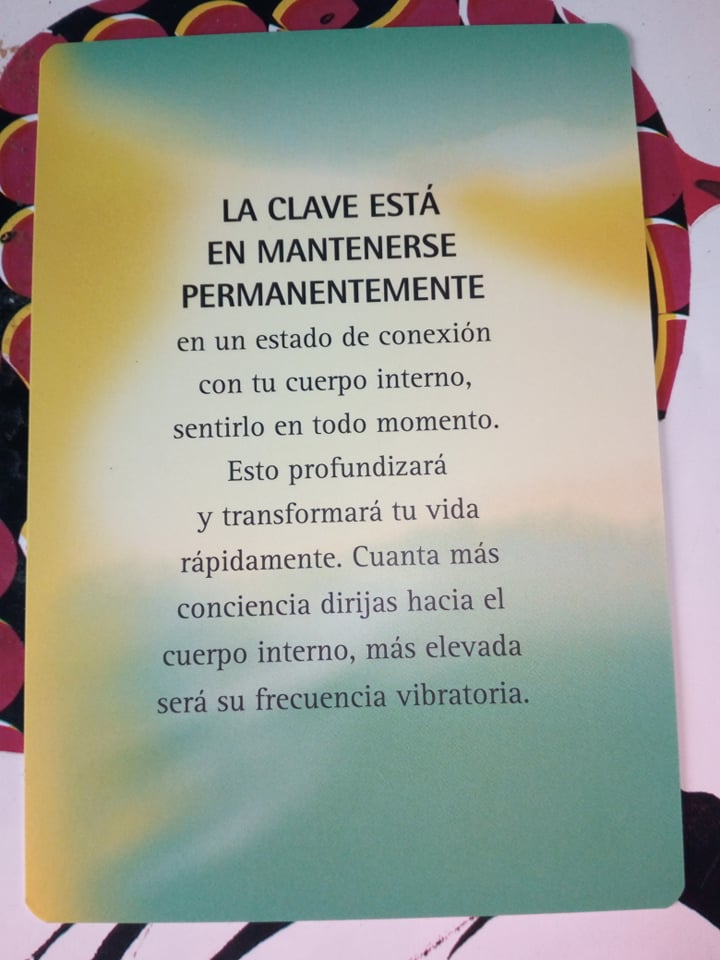 LA CLAVE ESTÁ
EN MANTENERSE
PERMANENTEMENTE
en un estado de conexión
con tu cuerpo interno,
sentirlo en todo momento.
Esto profundizará
y transformará tu vida
rápidamente. Cuanta más
conciencia dirijas hacia el
cuerpo interno, más elevada
será su frecuencia vibratoria.